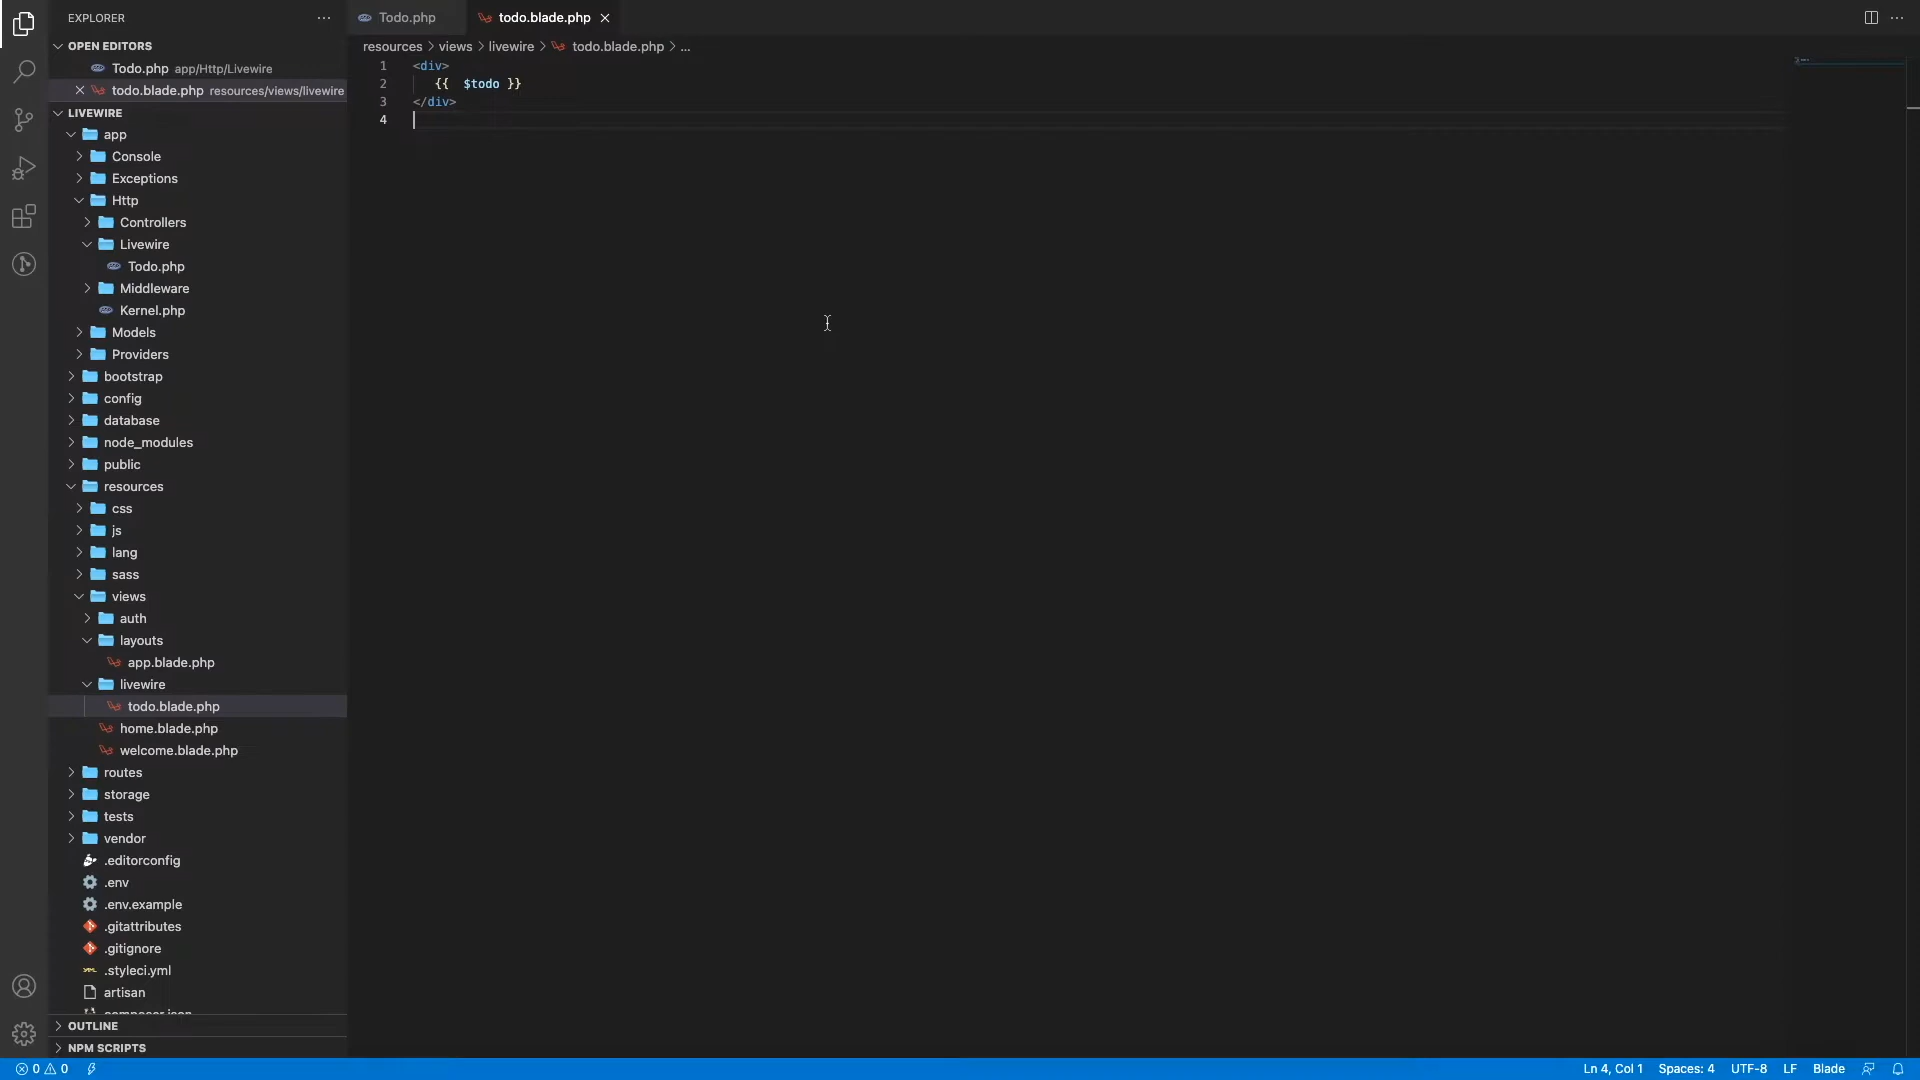 EXPLORER
OPEN EDITORS
Todo.php app/Http/Livewire
todo.blade.php resources/views/livewire
LIVEWIRE
app
Console
Exceptions
Http
Controllers
Livewire
Todo.php
Middleware
Kernel.php
Models
Providers
bootstrap
config
database
node_modules
public
resources
css
js
lang
sass
views
auth
layouts
app.blade.php
livewire
todo.blade.php
home.blade.php
welcome.blade.php
routes
storage
tests
vendor
.editorconfig
.env
.env.example
.gitattributes
.gitignore
.styleci.yml
artisan
composer.json
OUTLINE
NPM SCRIPTS
Todo.php
todo.blade.php
resources > views > livewire > todo.blade.php > ...
1 <div>
2 {{ $todo }}
3 </div>
4
0 0
Ln 4, Col 1 Spaces: 4 UTF-8 LF Blade